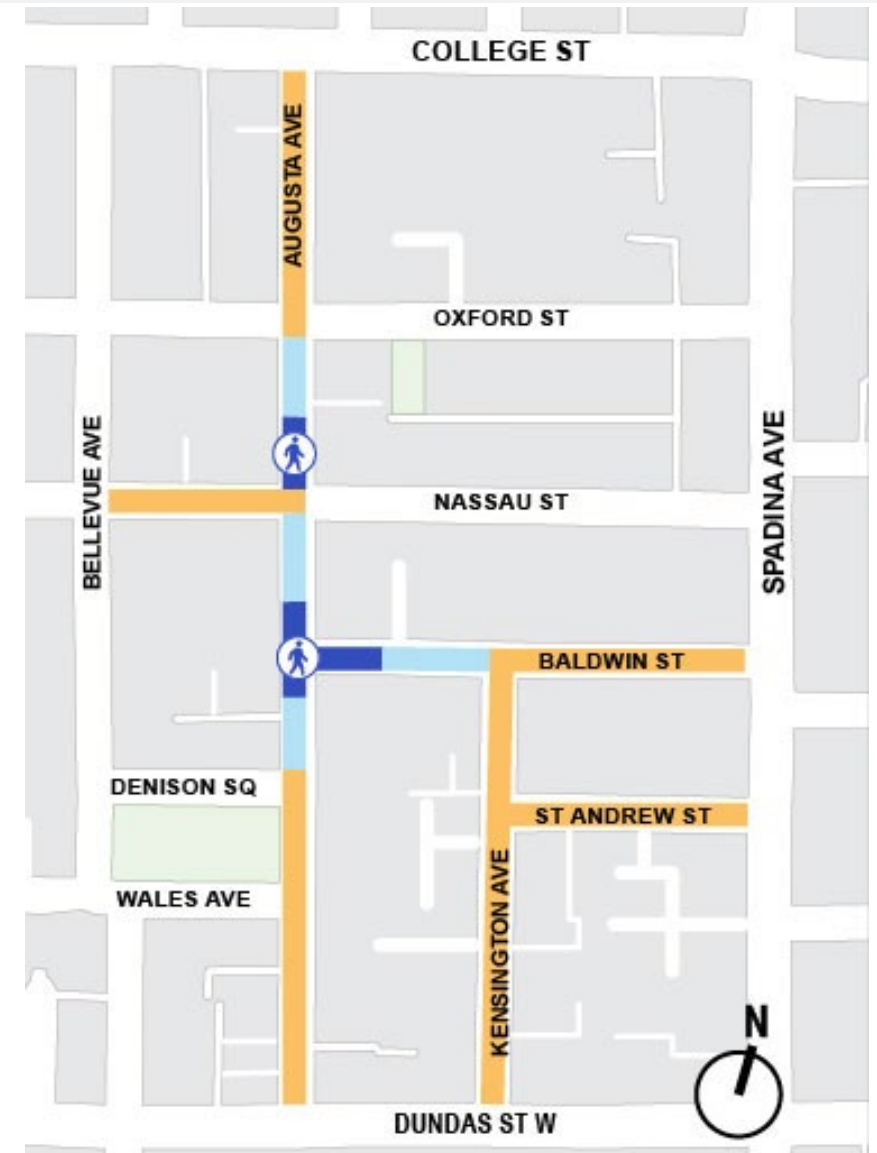 COLLEGE ST
AUGUSTA AVE
OXFORD ST
BELLEVUE AVE
NASSAU ST
SPADINA AVE
BALDWIN ST
DENISON SQ
ST ANDREW ST
WALES AVE
KENSINGTON AVE
N
DUNDAS ST W